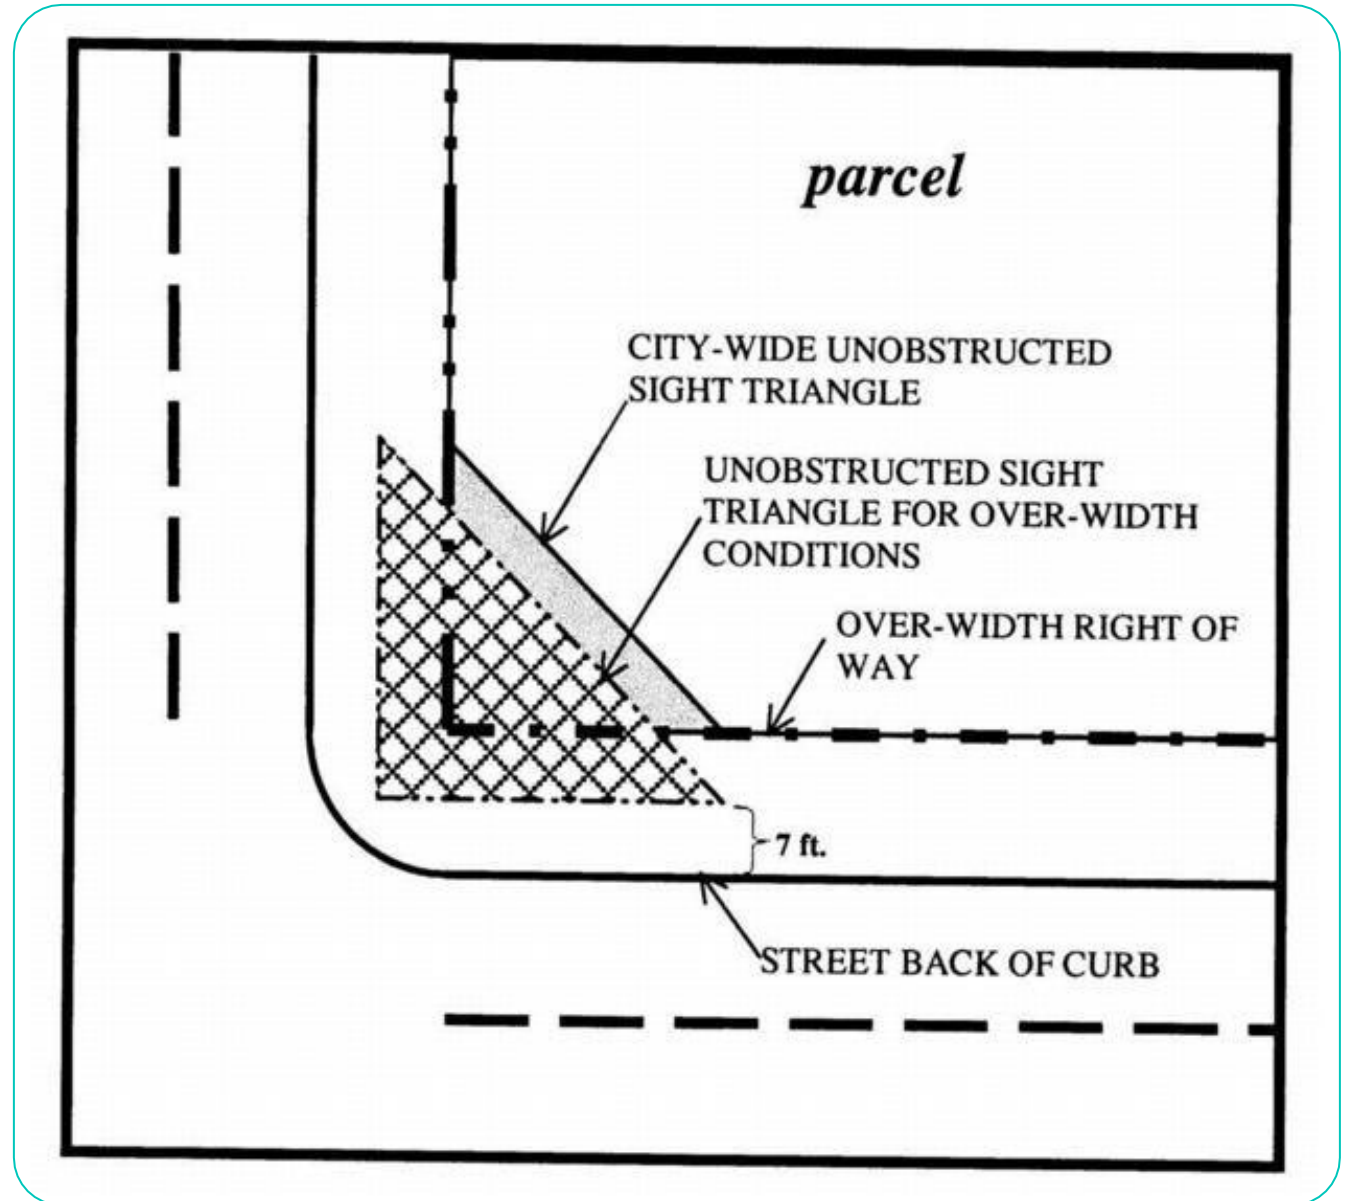 parcel
CITY-WIDE UNOBSTRUCTED
SIGHT TRIANGLE
UNOBSTRUCTED SIGHT
TRIANGLE FOR OVER-WIDTH
CONDITIONS
OVER-WIDTH RIGHT OF
WAY
7 ft.
STREET BACK OF CURB